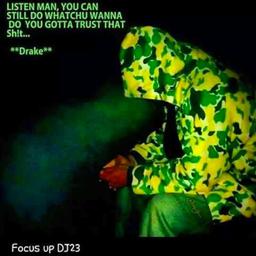 LISTEN MAN, YOU CAN
STILL DO WHATCHU WANNA
DO YOU GOTTA TRUST THAT
Sh!t...
**Drake**
Focus up DJ23